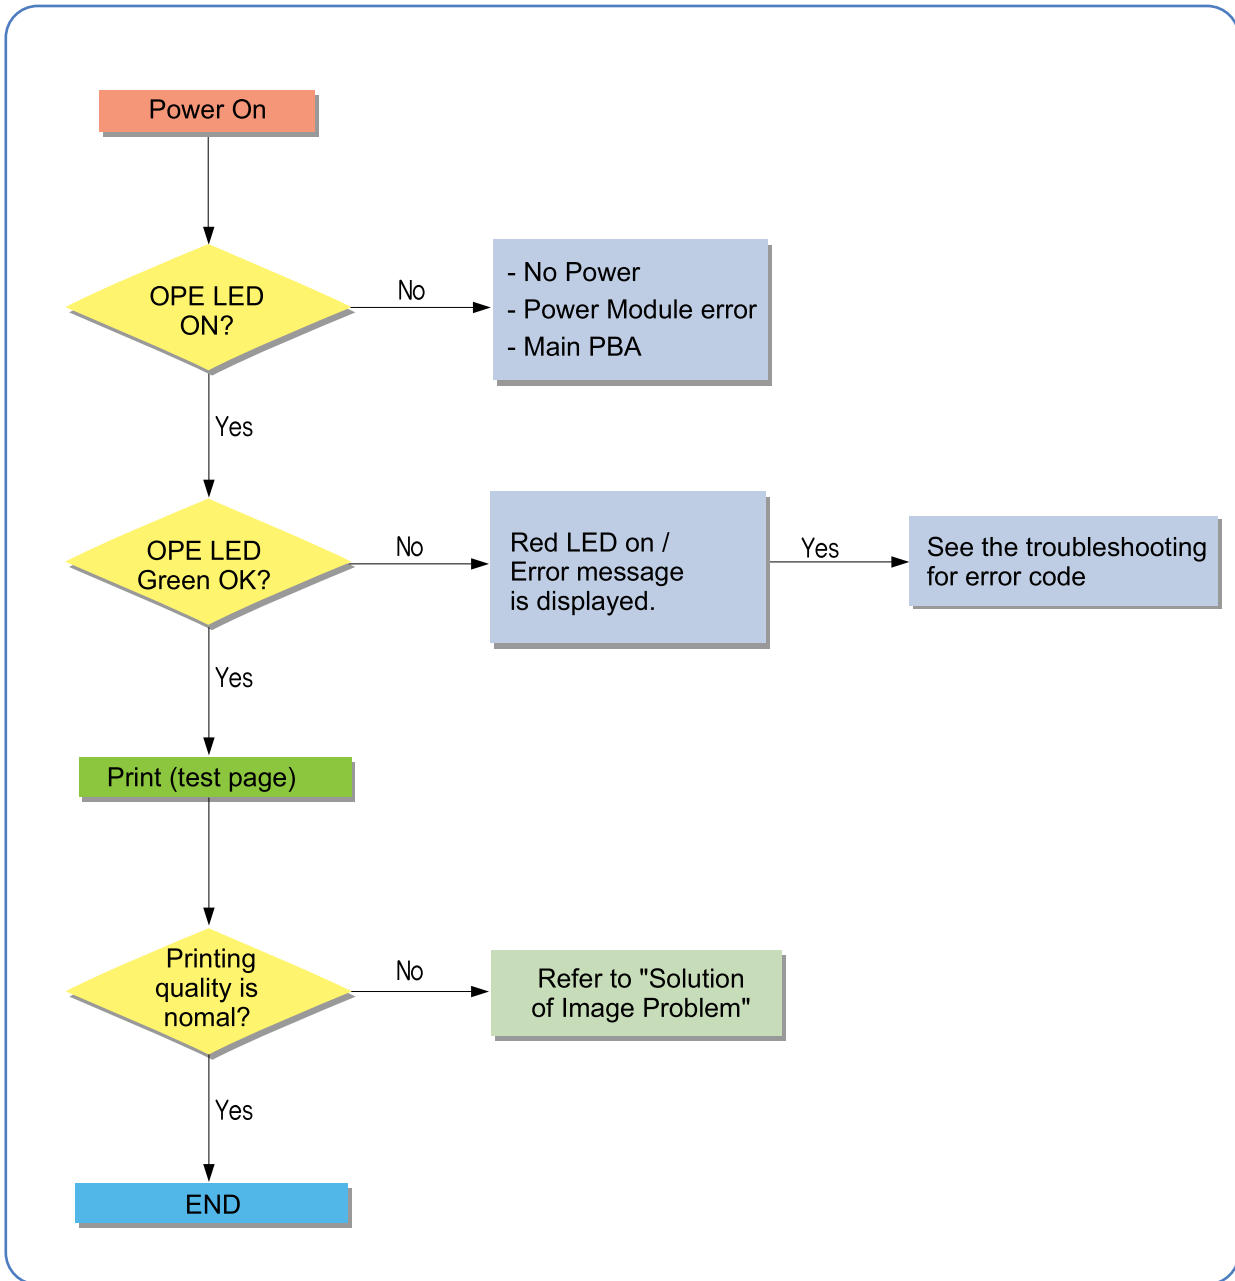 Power On
OPE LED
ON?
No
- No Power
- Power Module error
- Main PBA
Yes
OPE LED
Green OK?
No
Red LED on /
Error message
is displayed.
Yes
See the troubleshooting
for error code
Yes
Print (test page)
Printing
quality is
nomal?
No
Refer to "Solution
of Image Problem"
Yes
END